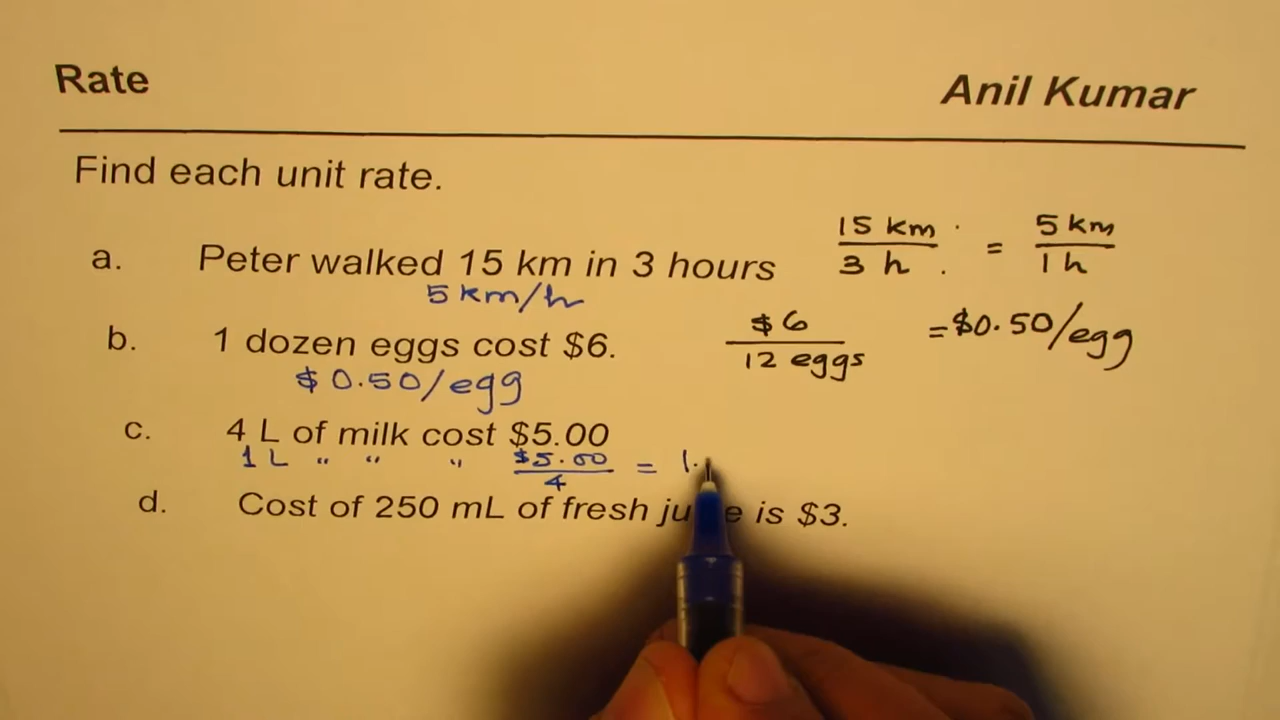 Rate Anil Kumar
Find each unit rate.
a. Peter walked 15 km in 3 hours 15 km / 3 h = 5 km / 1 h
5 km/h
b. 1 dozen eggs cost $6. $6 / 12 eggs = $0.50/egg
$0.50/egg
c. 4 L of milk cost $5.00
1 L " " " $5.00 / 4 = 1.
d. Cost of 250 mL of fresh is $3.